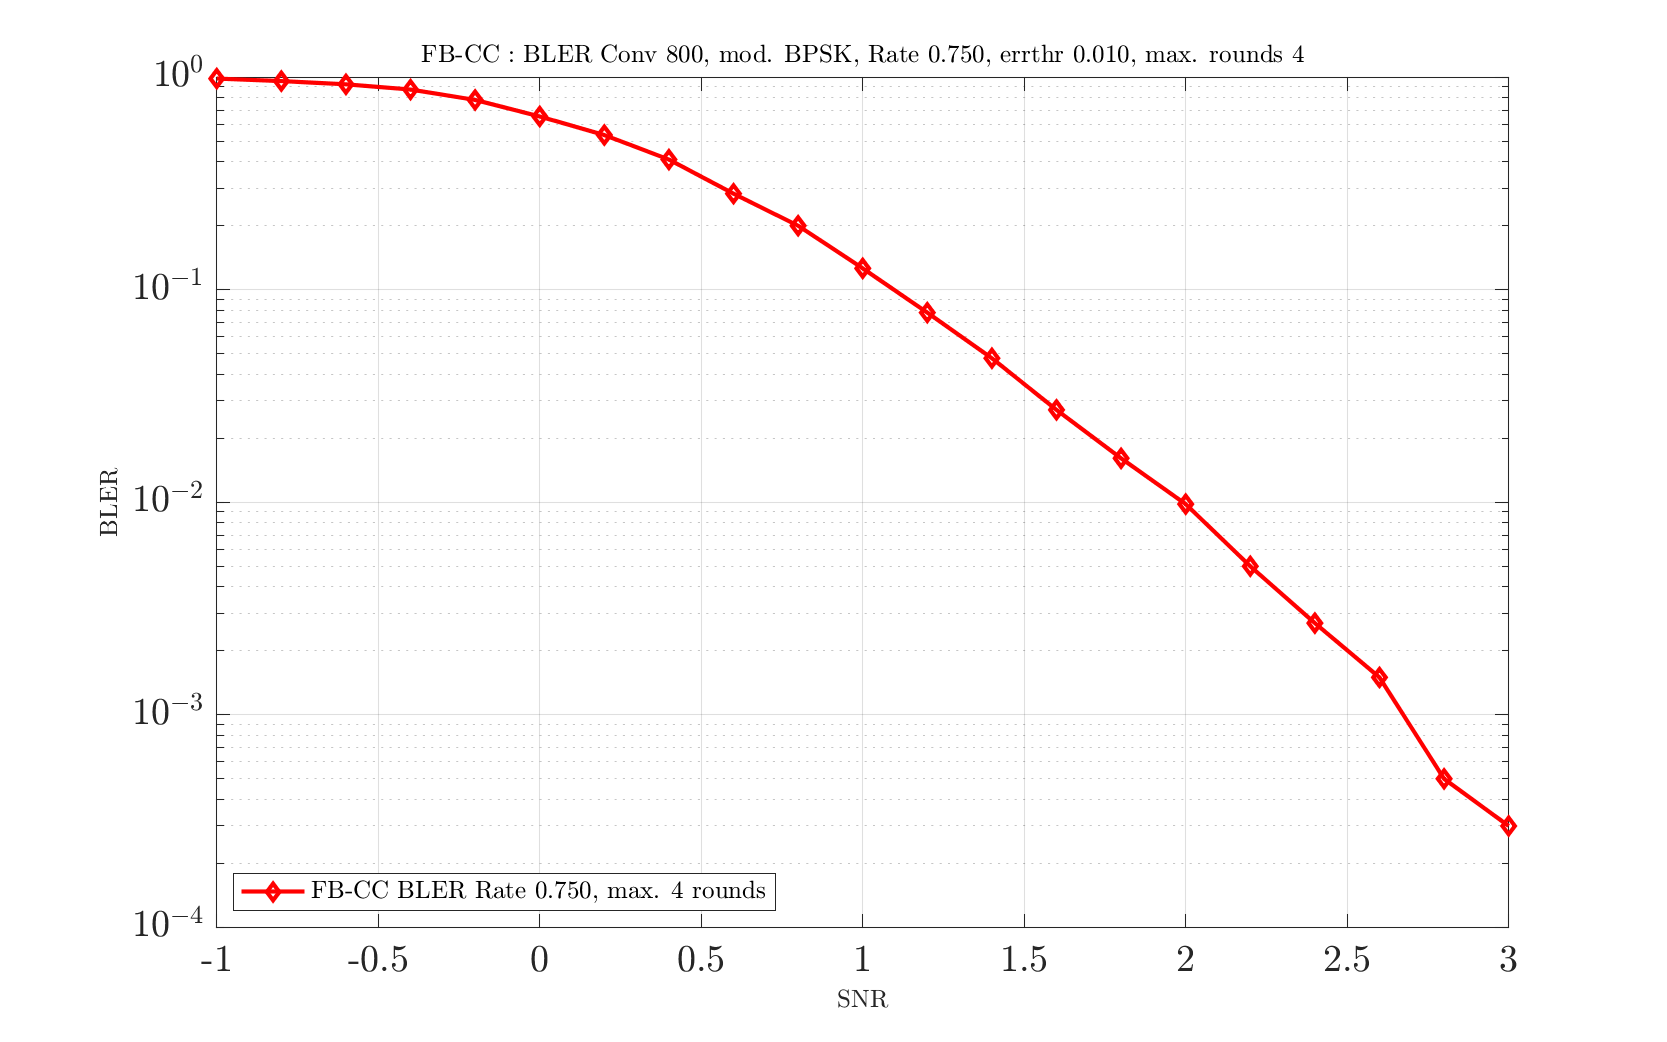 FB-CC : BLER Conv 800, mod. BPSK, Rate 0.750, errthr 0.010, max. rounds 4
10^0
10^{-1}
10^{-2}
10^{-3}
10^{-4}
BLER
FB-CC BLER Rate 0.750, max. 4 rounds
-1 -0.5 0 0.5 1 1.5 2 2.5 3
SNR